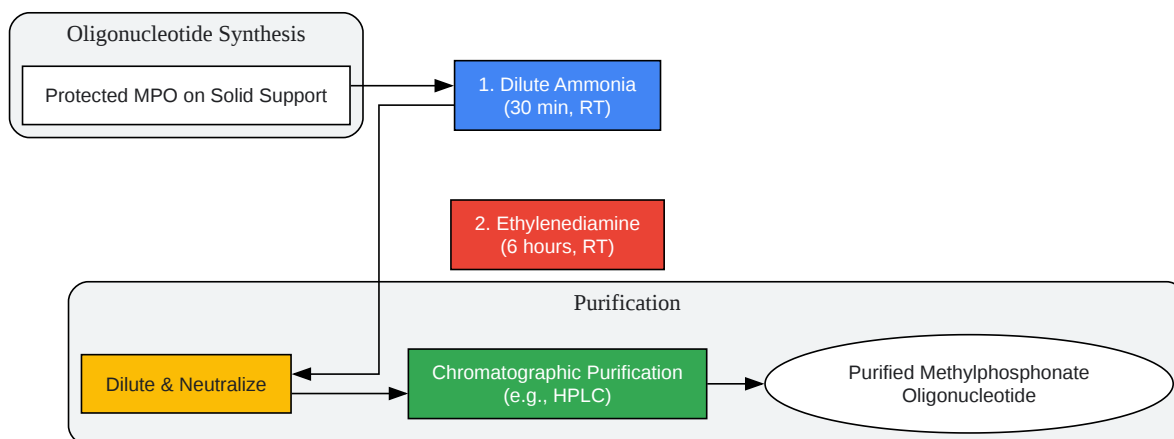 Oligonucleotide Synthesis
Protected MPO on Solid Support
1. Dilute Ammonia
(30 min, RT)
2. Ethylenediamine
(6 hours, RT)
Purification
Dilute & Neutralize
Chromatographic Purification
(e.g., HPLC)
Purified Methylphosphonate
Oligonucleotide